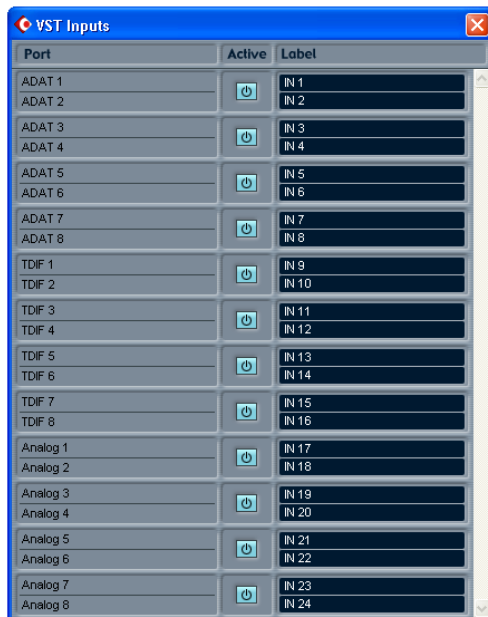 VST Inputs
Port Active Label
ADAT 1 IN 1
ADAT 2 IN 2
ADAT 3 IN 3
ADAT 4 IN 4
ADAT 5 IN 5
ADAT 6 IN 6
ADAT 7 IN 7
ADAT 8 IN 8
TDIF 1 IN 9
TDIF 2 IN 10
TDIF 3 IN 11
TDIF 4 IN 12
TDIF 5 IN 13
TDIF 6 IN 14
TDIF 7 IN 15
TDIF 8 IN 16
Analog 1 IN 17
Analog 2 IN 18
Analog 3 IN 19
Analog 4 IN 20
Analog 5 IN 21
Analog 6 IN 22
Analog 7 IN 23
Analog 8 IN 24